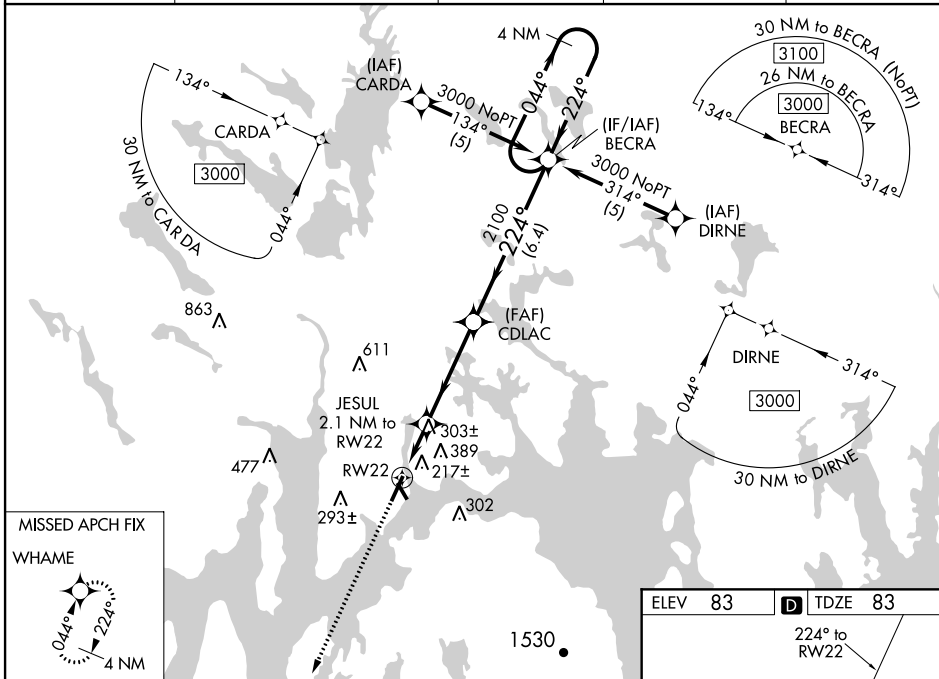 134°
CARDA
3000
044°
30 NM to CARDA
(IAF)
CARDA
3000 NoPT
134°
(5)
4 NM
044°
224°
(IF/IAF)
BECRA
3000 NoPT
314°
(5)
(IAF)
DIRNE
30 NM to BECRA (NoPT)
3100
26 NM to BECRA
3000
BECRA
134°
314°
2100
224°
(6.4)
(FAF)
CDLAC
863
611
JESUL
2.1 NM to
RW22
303±
389
217±
RW22
477
293±
302
DIRNE
314°
044°
3000
30 NM to DIRNE
MISSED APCH FIX
WHAME
044°
224°
4 NM
1530
ELEV 83 D TDZE 83
224° to
RW22